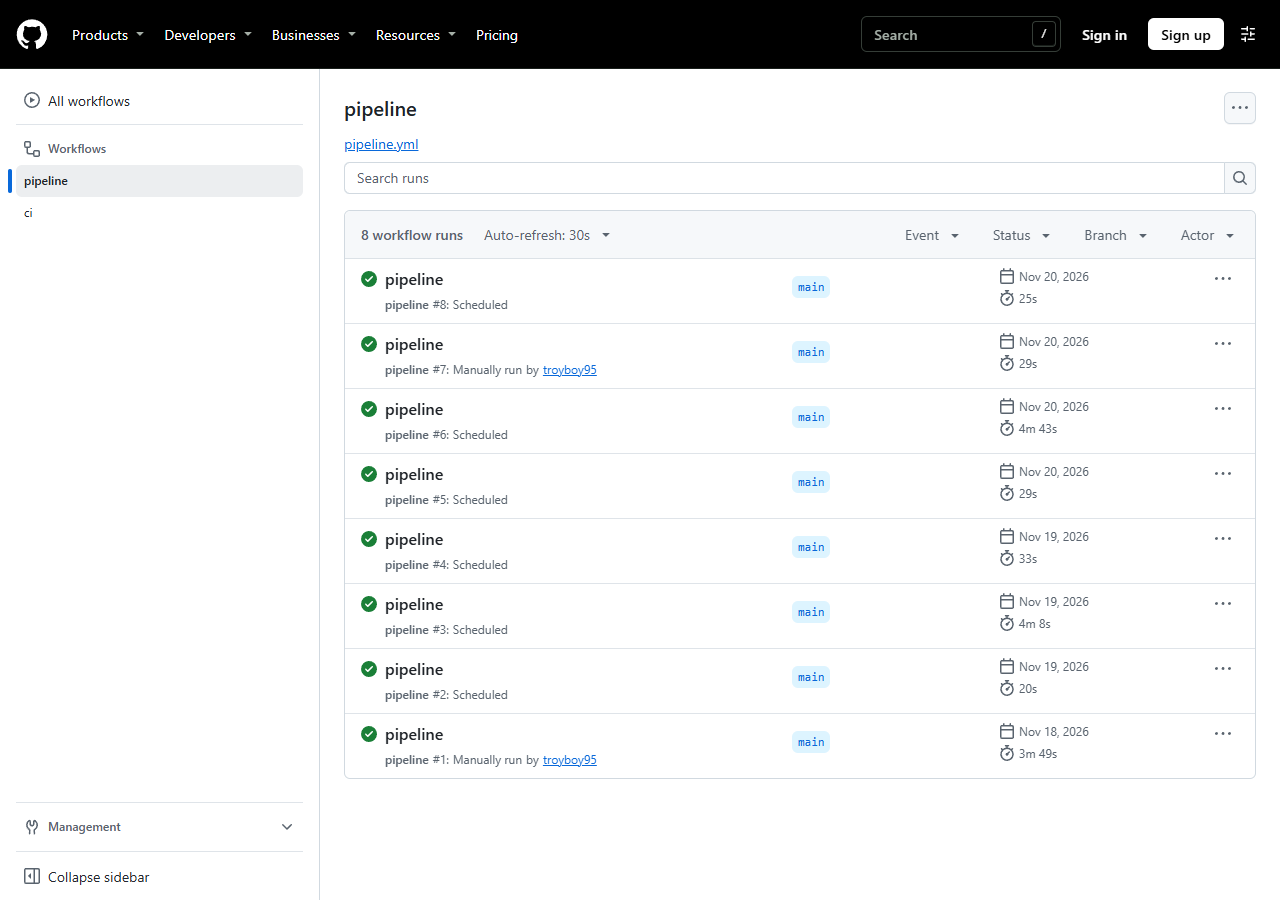 Products Developers Businesses Resources Pricing Search / Sign in Sign up
All workflows
Workflows
pipeline
ci
Management
Collapse sidebar
pipeline
pipeline.yml
Search runs
8 workflow runs Auto-refresh: 30s Event Status Branch Actor
pipeline main Nov 20, 2026
pipeline #8: Scheduled 25s
pipeline main Nov 20, 2026
pipeline #7: Manually run by troyboy95 29s
pipeline main Nov 20, 2026
pipeline #6: Scheduled 4m 43s
pipeline main Nov 20, 2026
pipeline #5: Scheduled 29s
pipeline main Nov 19, 2026
pipeline #4: Scheduled 33s
pipeline main Nov 19, 2026
pipeline #3: Scheduled 4m 8s
pipeline main Nov 19, 2026
pipeline #2: Scheduled 20s
pipeline main Nov 18, 2026
pipeline #1: Manually run by troyboy95 3m 49s